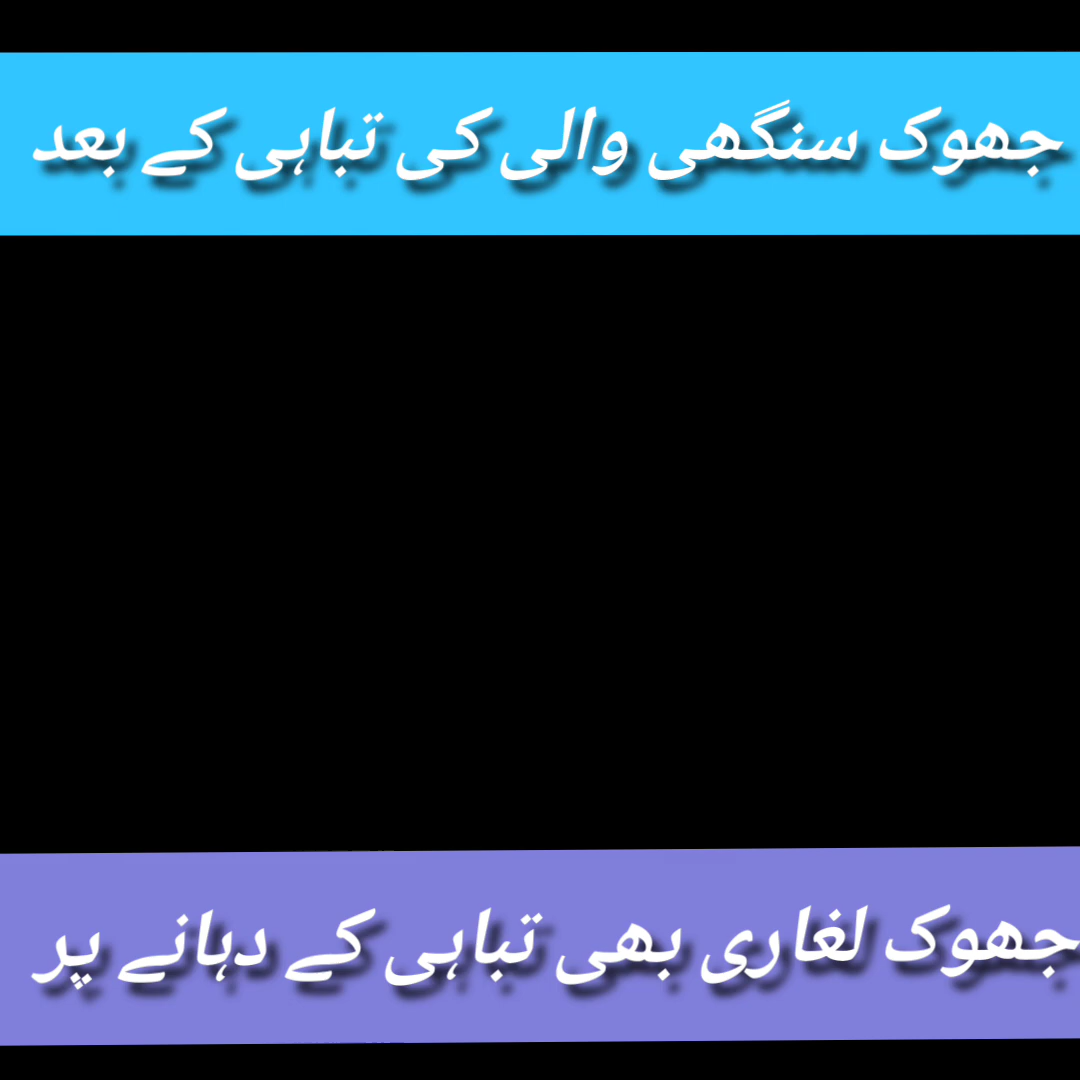 جھوک سنگھی والی کی تباہی کے بعد
جھوک لغاری بھی تباہی کے دہانے پر